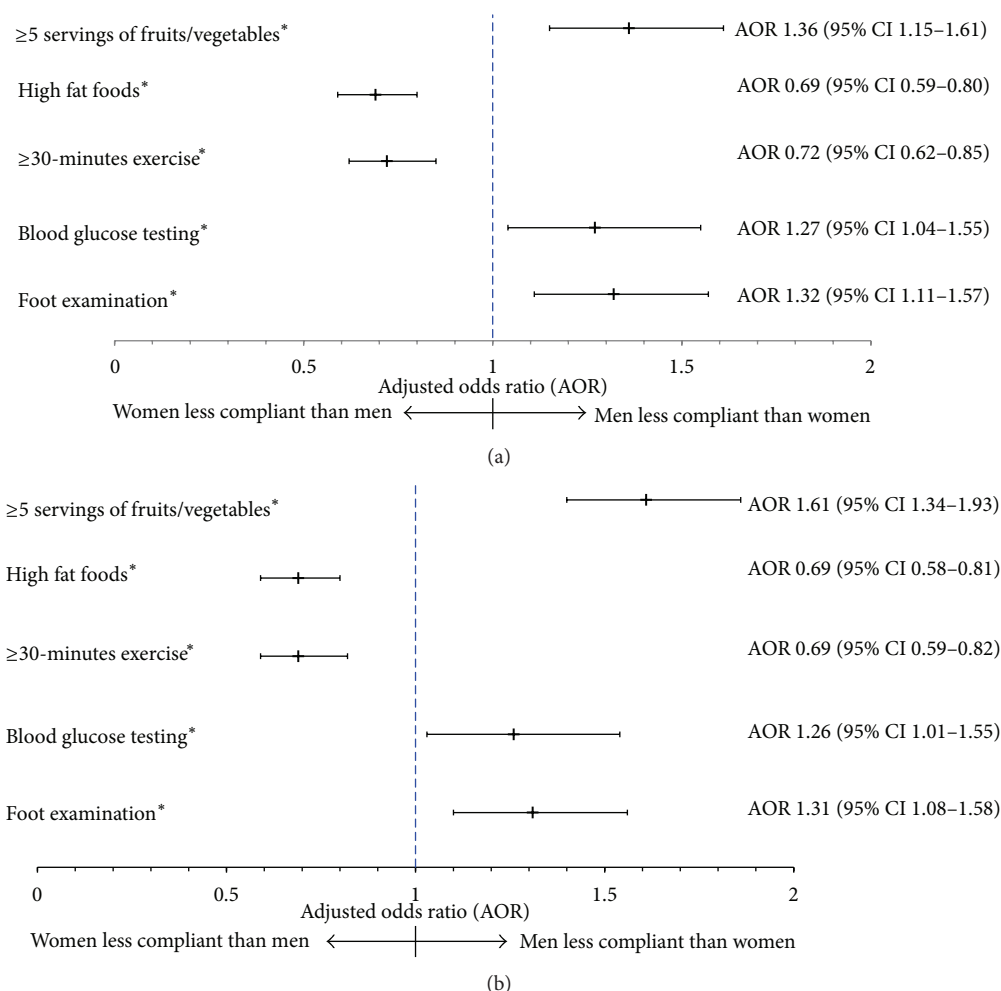 ≥5 servings of fruits/vegetables* AOR 1.36 (95% CI 1.15–1.61)
High fat foods* AOR 0.69 (95% CI 0.59–0.80)
≥30-minutes exercise* AOR 0.72 (95% CI 0.62–0.85)
Blood glucose testing* AOR 1.27 (95% CI 1.04–1.55)
Foot examination* AOR 1.32 (95% CI 1.11–1.57)
0 0.5 1 1.5 2
Adjusted odds ratio (AOR)
Women less compliant than men Men less compliant than women
(a)
≥5 servings of fruits/vegetables* AOR 1.61 (95% CI 1.34–1.93)
High fat foods* AOR 0.69 (95% CI 0.58–0.81)
≥30-minutes exercise* AOR 0.69 (95% CI 0.59–0.82)
Blood glucose testing* AOR 1.26 (95% CI 1.01–1.55)
Foot examination* AOR 1.31 (95% CI 1.08–1.58)
0 0.5 1 1.5 2
Adjusted odds ratio (AOR)
Women less compliant than men Men less compliant than women
(b)